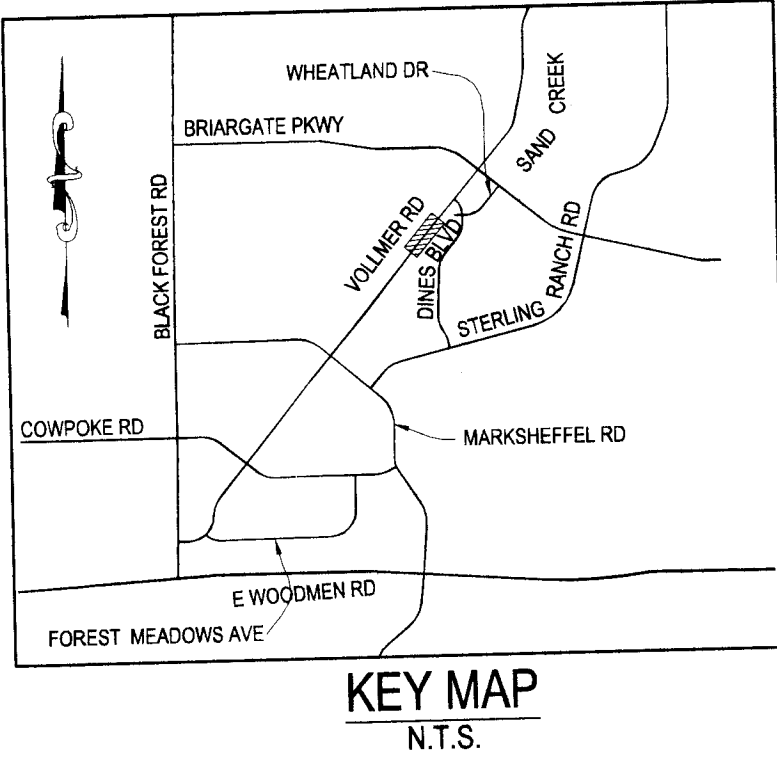 WHEATLAND DR
BRIARGATE PKWY
SAND CREEK
BLACK FOREST RD
VOLLMER RD
DINES BLVD
STERLING RANCH RD
COWPOKE RD
MARKSHEFFEL RD
E WOODMEN RD
FOREST MEADOWS AVE
KEY MAP
N.T.S.